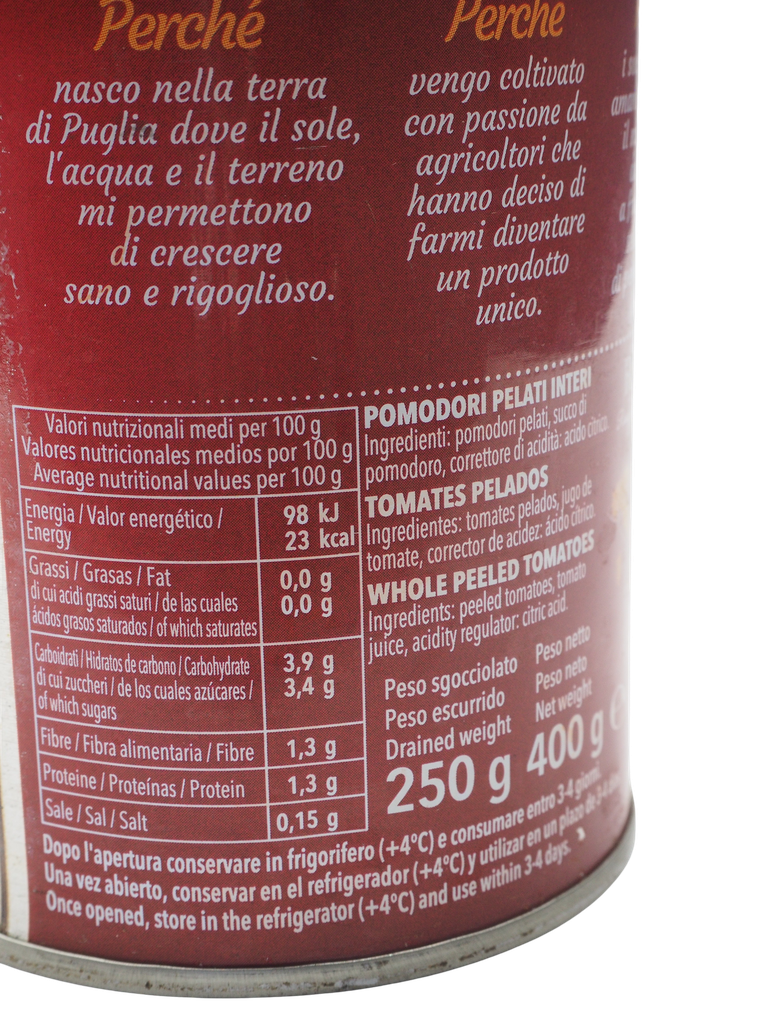 Perché
nasco nella terra
di Puglia dove il sole,
l'acqua e il terreno
mi permettono
di crescere
sano e rigoglioso.
Perché
vengo coltivato
con passione da
agricoltori che
hanno deciso di
farmi diventare
un prodotto
unico.
Valori nutrizionali medi per 100 g
Valores nutricionales medios por 100 g
Average nutritional values per 100 g
Energia / Valor energético / 98 kJ
Energy 23 kcal
Grassi / Grasas / Fat 0,0 g
di cui acidi grassi saturi / de las cuales 0,0 g
ácidos grasos saturados / of which saturates
Carboidrati / Hidratos de carbono / Carbohydrate 3,9 g
di cui zuccheri / de los cuales azúcares / 3,4 g
of which sugars
Fibre / Fibra alimentaria / Fibre 1,3 g
Proteine / Proteínas / Protein 1,3 g
Sale / Sal / Salt 0,15 g
POMODORI PELATI INTERI
Ingredienti: pomodori pelati, succo di
pomodoro, correttore di acidità: acido citrico.
TOMATES PELADOS
Ingredientes: tomates pelados, jugo de
tomate, corrector de acidez: ácido cítrico.
WHOLE PEELED TOMATOES
Ingredients: peeled tomatoes, tomato
juice, acidity regulator: citric acid.
Peso sgocciolato
Peso escurrido
Drained weight
250 g
Peso netto
Peso neto
Net weight
400 g
Dopo l'apertura conservare in frigorifero (+4°C) e consumare entro 3-4 giorni.
Una vez abierto, conservar en el refrigerador (+4°C) y utilizar en un plazo de 3-4
Once opened, store in the refrigerator (+4°C) and use within 3-4 days.